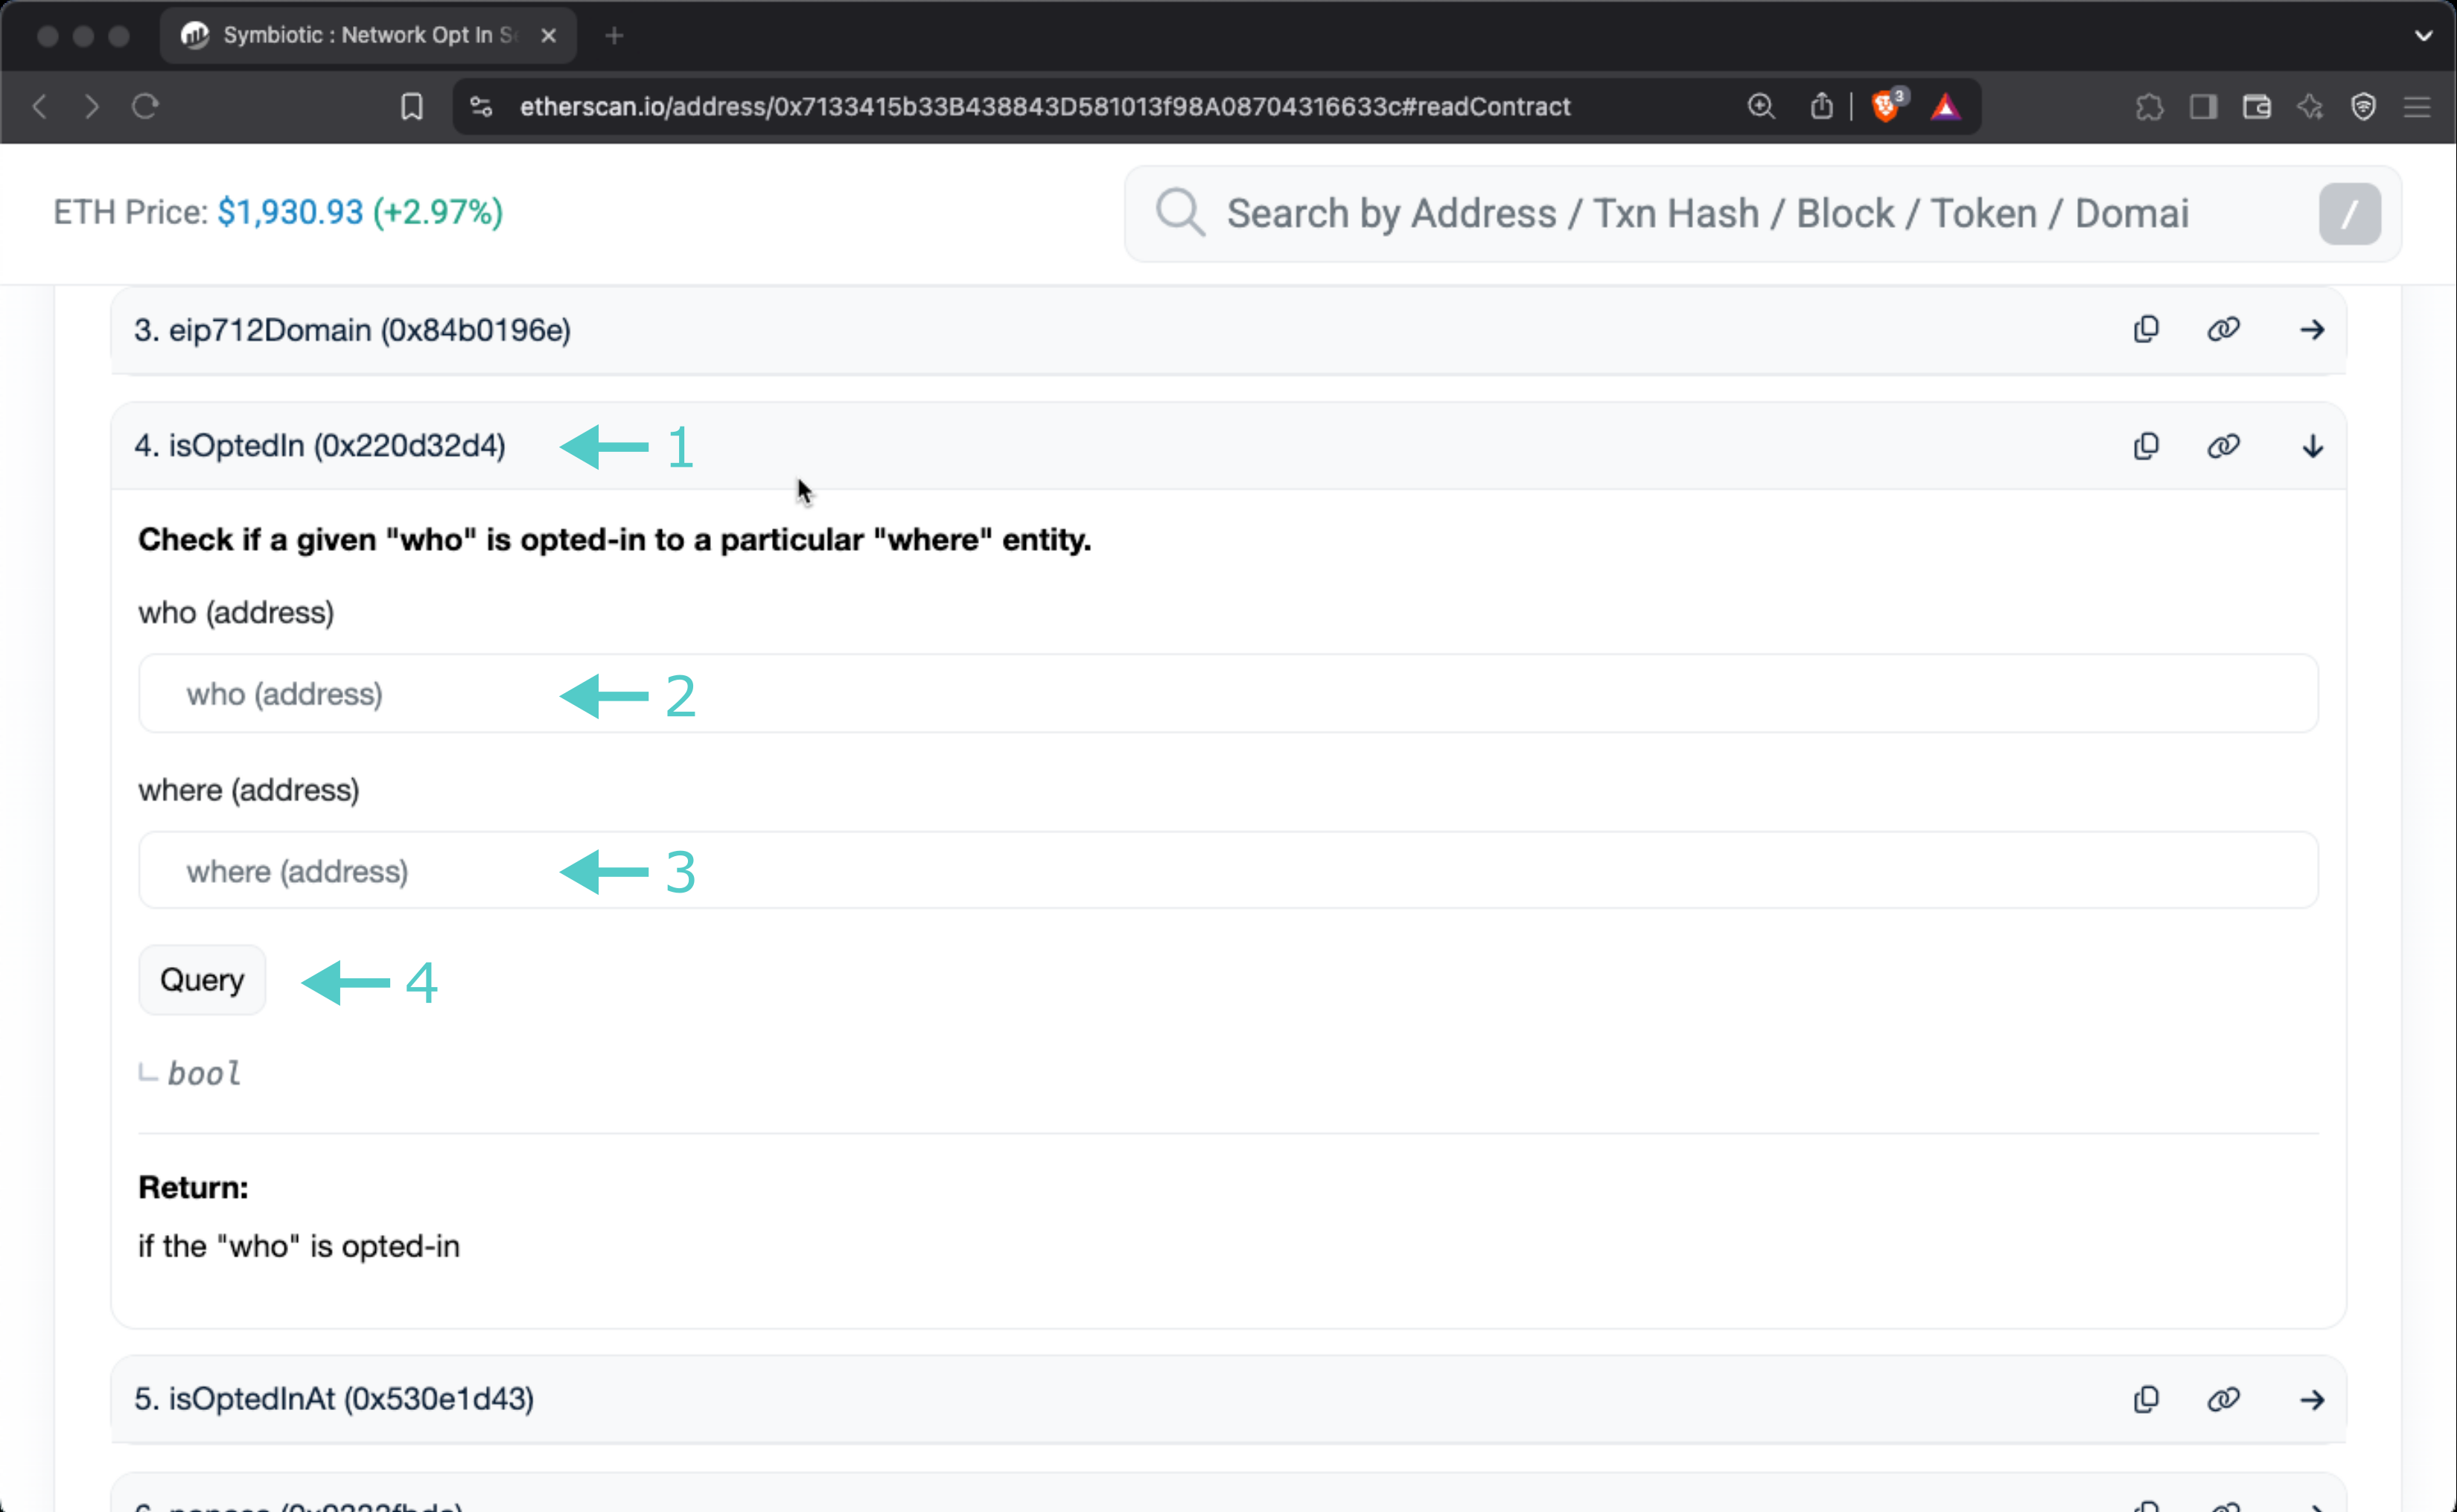 Symbiotic : Network Opt In S
etherscan.io/address/0x7133415b33B438843D581013f98A08704316633c#readContract
3
ETH Price: $1,930.93 (+2.97%)
Search by Address / Txn Hash / Block / Token / Domai
/
3. eip712Domain (0x84b0196e)
4. isOptedIn (0x220d32d4)
1
Check if a given "who" is opted-in to a particular "where" entity.
who (address)
who (address)
2
where (address)
where (address)
3
Query
4
bool
Return:
if the "who" is opted-in
5. isOptedInAt (0x530e1d43)